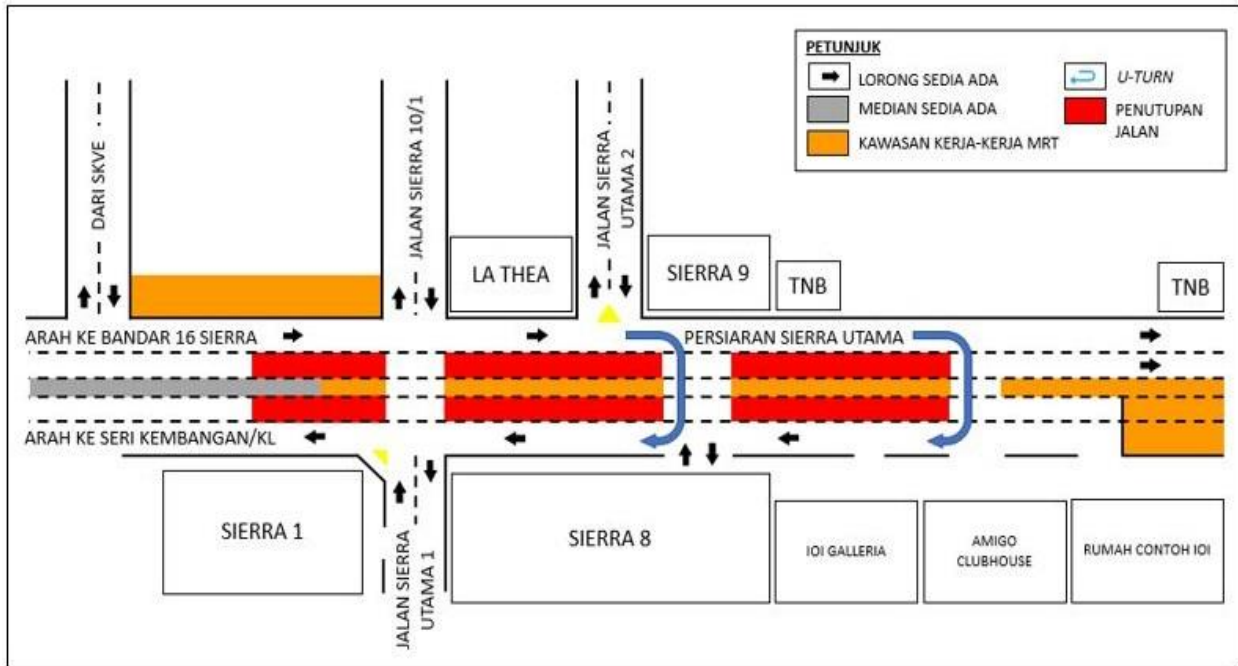 PETUNJUK
LORONG SEDIA ADA
U-TURN
MEDIAN SEDIA ADA
PENUTUPAN
JALAN
KAWASAN KERJA-KERJA MRT
DARI SKVE
JALAN SIERRA 10/1
JALAN SIERRA
UTAMA 2
LA THEA
SIERRA 9
TNB
TNB
ARAH KE BANDAR 16 SIERRA
PERSIARAN SIERRA UTAMA
ARAH KE SERI KEMBANGAN/KL
SIERRA 1
JALAN SIERRA
UTAMA 1
SIERRA 8
IOI GALLERIA
AMIGO
CLUBHOUSE
RUMAH CONTOH IOI